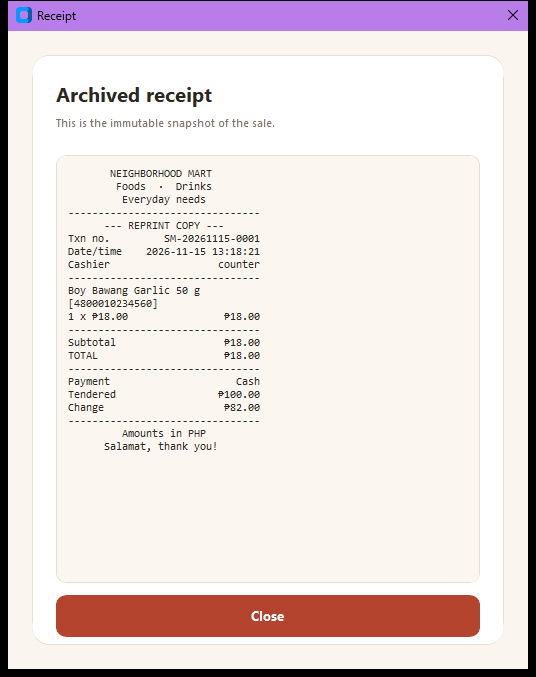 Receipt
Archived receipt
This is the immutable snapshot of the sale.
NEIGHBORHOOD MART
Foods · Drinks
Everyday needs
--------------------------------
--- REPRINT COPY ---
Txn no. SM-20261115-0001
Date/time 2026-11-15 13:18:21
Cashier counter
--------------------------------
Boy Bawang Garlic 50 g
[4800010234560]
1 x ₱18.00 ₱18.00
--------------------------------
Subtotal ₱18.00
TOTAL ₱18.00
--------------------------------
Payment Cash
Tendered ₱100.00
Change ₱82.00
--------------------------------
Amounts in PHP
Salamat, thank you!
Close